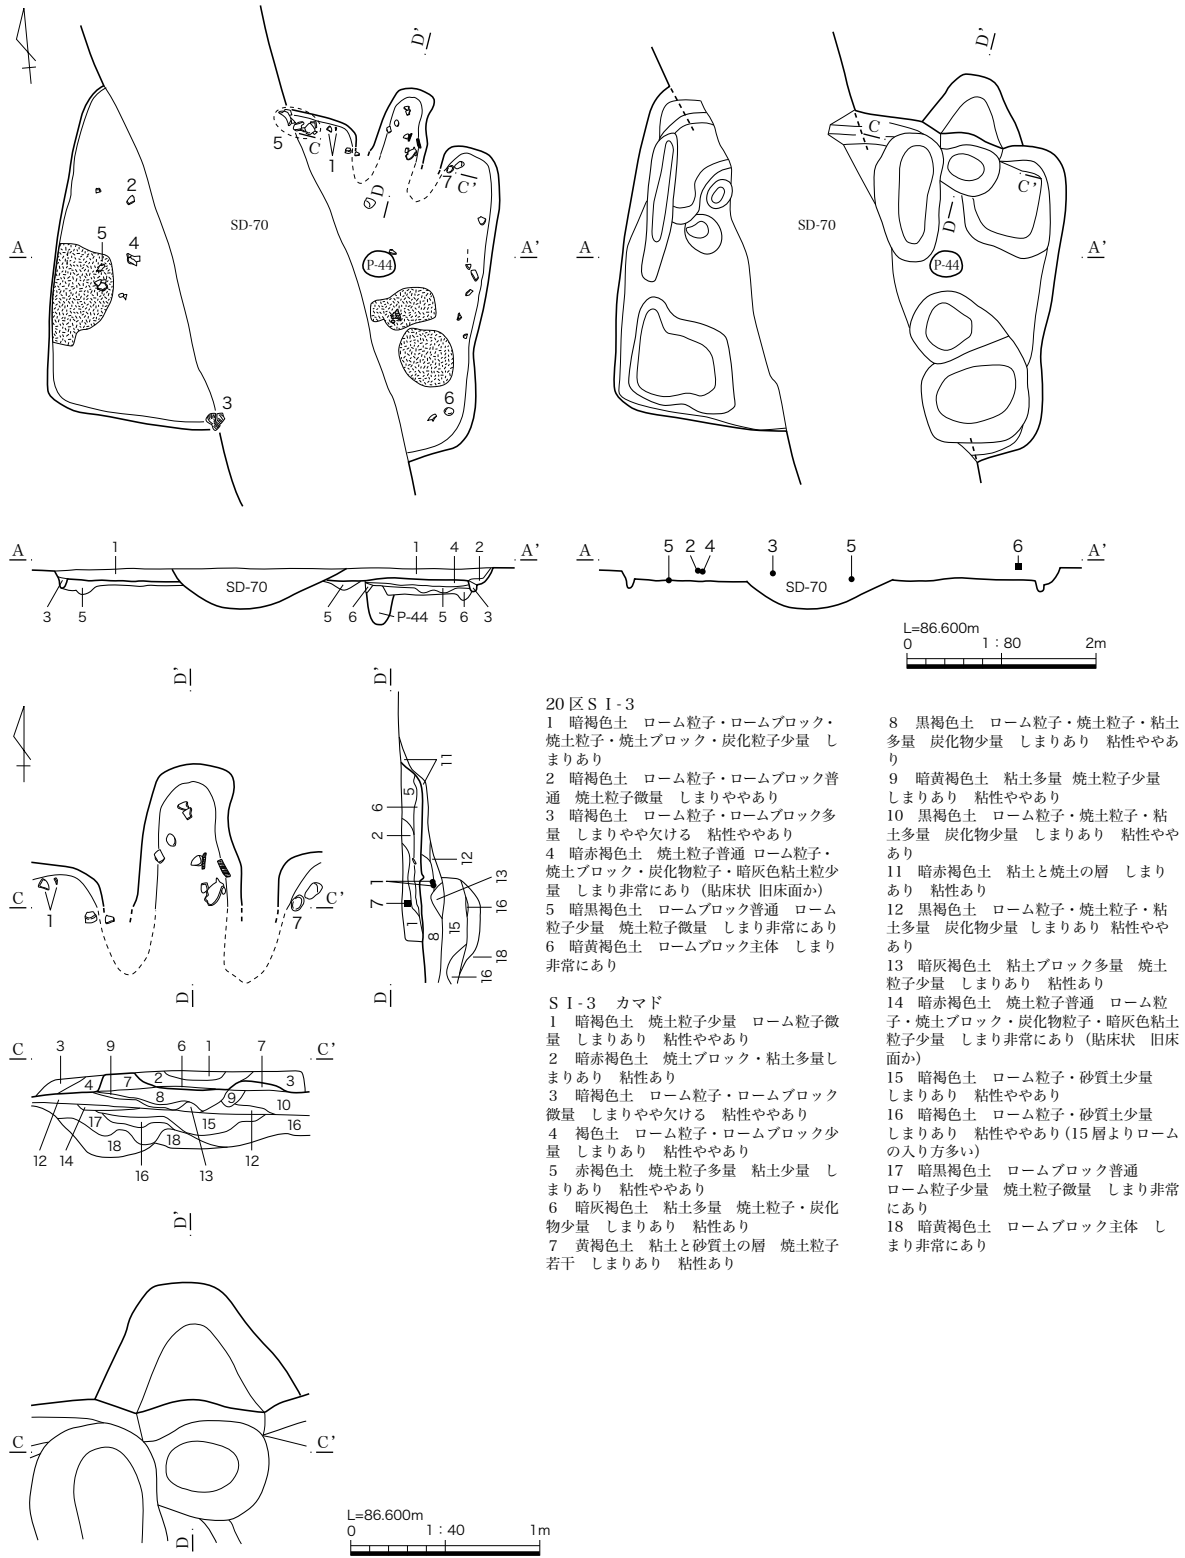 D’
D’
5
C
1
7
C’
C
C’
2
D
D
5
4
SD-70
SD-70
A
A’
A
A’
P-44
P-44
3
6
A
1
1
4
2
A’
A
5
2
4
3
5
6
A’
SD-70
SD-70
3
5
5
6
P-44
5
6
3
L=86.600m
0
1：80
2m
D’
D’
11
5
6
2
12
1
13
7
16
1
8
15
18
16
C
C’
1
7
D
D
C
3
9
6
1
7
C’
4
7
2
3
8
9
10
17
15
16
18
18
12
14
16
13
12
D’
C
C’
D
L=86.600m
0
1：40
1m
20 区ＳＩ-３
1　暗褐色土　ローム粒子・ロームブロック・
焼土粒子・焼土ブロック・炭化粒子少量　し
まりあり
2　暗褐色土　ローム粒子・ロームブロック普
通　焼土粒子微量　しまりややあり
3　暗褐色土　ローム粒子・ロームブロック多
量　しまりやや欠ける　粘性ややあり
4　暗赤褐色土　焼土粒子普通 ローム粒子・
焼土ブロック・炭化物粒子・暗灰色粘土粒少
量　しまり非常にあり（貼床状 旧床面か）
5　暗黒褐色土　ロームブロック普通　ローム
粒子少量　焼土粒子微量　しまり非常にあり
6　暗黄褐色土　ロームブロック主体　しまり
非常にあり
ＳＩ-３　カマド
1　暗褐色土　焼土粒子少量　ローム粒子微
量　しまりあり　粘性ややあり
2　暗赤褐色土　焼土ブロック・粘土多量し
まりあり　粘性あり
3　暗褐色土　ローム粒子・ロームブロック
微量　しまりやや欠ける　粘性ややあり
4　褐色土　ローム粒子・ロームブロック少
量　しまりあり　粘性ややあり
5　赤褐色土　焼土粒子多量　粘土少量　し
まりあり　粘性ややあり
6　暗灰褐色土　粘土多量　焼土粒子・炭化
物少量　しまりあり　粘性あり
7　黄褐色土　粘土と砂質土の層　焼土粒子
若干　しまりあり　粘性あり
8　黒褐色土　ローム粒子・焼土粒子・粘土
多量　炭化物少量　しまりあり　粘性ややあ
り
9　暗黄褐色土　粘土多量 焼土粒子少量
しまりあり　粘性ややあり
10　黒褐色土　ローム粒子・焼土粒子・粘
土多量　炭化物少量　しまりあり　粘性やや
あり
11　暗赤褐色土　粘土と焼土の層　しまり
あり　粘性あり
12　黒褐色土　ローム粒子・焼土粒子・粘
土多量　炭化物少量 しまりあり 粘性やや
あり
13　暗灰褐色土　粘土ブロック多量　焼土
粒子少量　しまりあり　粘性あり
14　暗赤褐色土　焼土粒子普通　ローム粒
子・焼土ブロック・炭化物粒子・暗灰色粘土
粒子少量　しまり非常にあり（貼床状　旧床
面か）
15　暗褐色土　ローム粒子・砂質土少量
しまりあり　粘性ややあり
16　暗褐色土　ローム粒子・砂質土少量
しまりあり　粘性ややあり（15 層よりローム
の入り方多い）
17　暗黒褐色土　ロームブロック普通
ローム粒子少量　焼土粒子微量　しまり非常
にあり
18　暗黄褐色土　ロームブロック主体　し
まり非常にあり